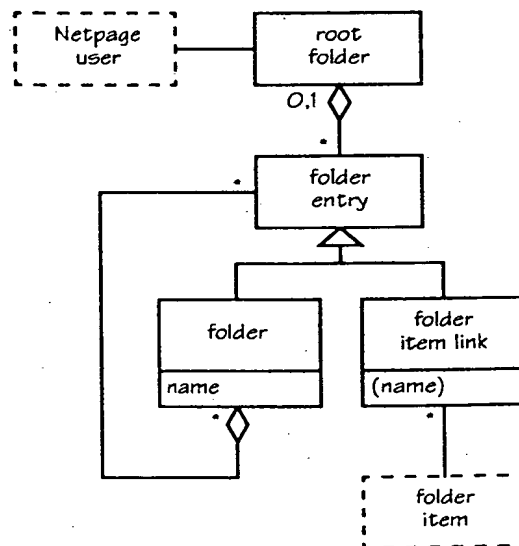 Netpage
user
root
folder
0,1
*
*
folder
entry
folder
name
*
folder
item link
(name)
*
folder
item